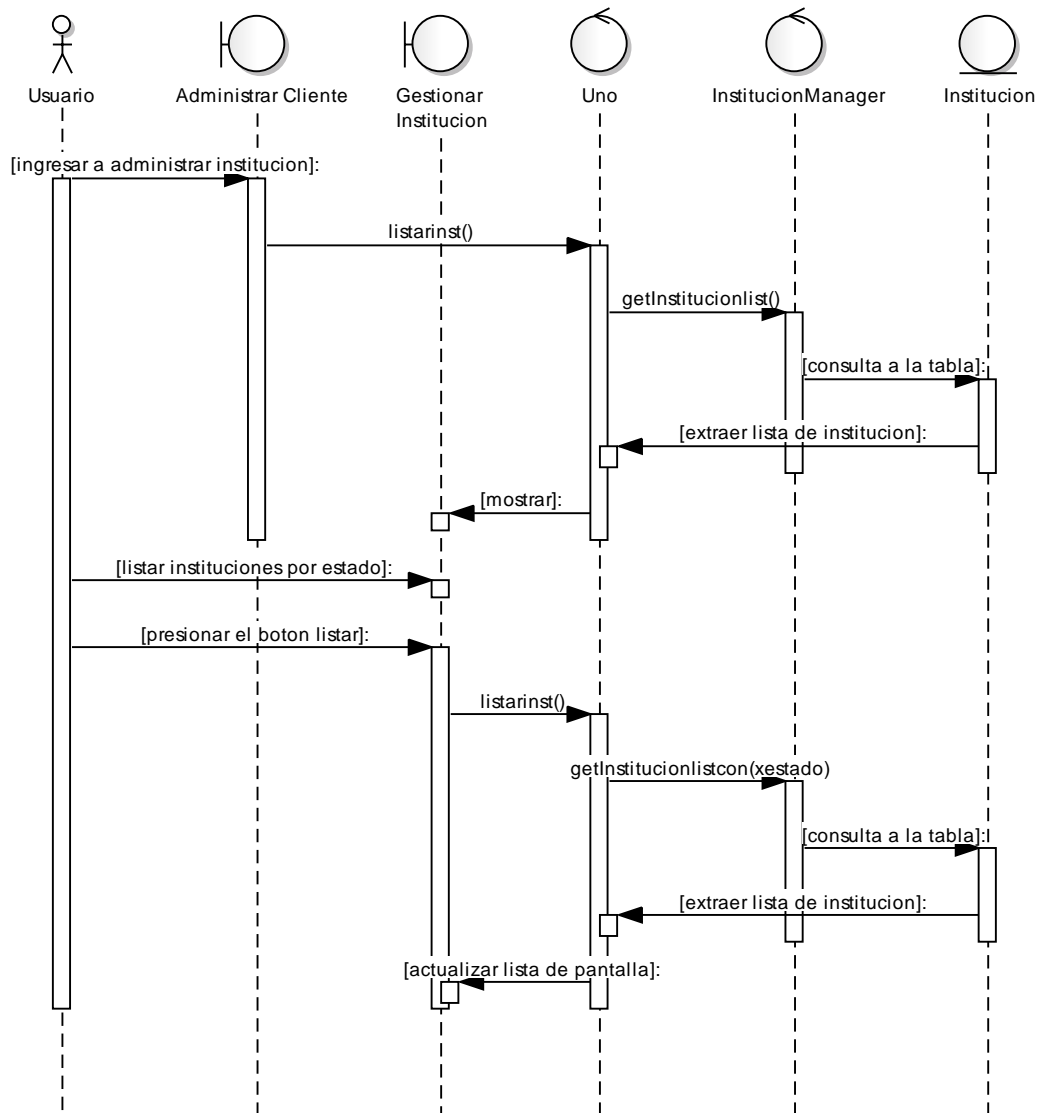 Usuario
Administrar Cliente
Gestionar
Institucion
Uno
InstitucionManager
Institucion
[ingresar a administrar institucion]:
listarinst()
getInstitucionlist()
[consulta a la tabla]:
[extraer lista de institucion]:
[mostrar]:
[listar instituciones por estado]:
[presionar el boton listar]:
listarinst()
getInstitucionlistcon(xestado)
[consulta a la tabla]:
[extraer lista de institucion]:
[actualizar lista de pantalla]: